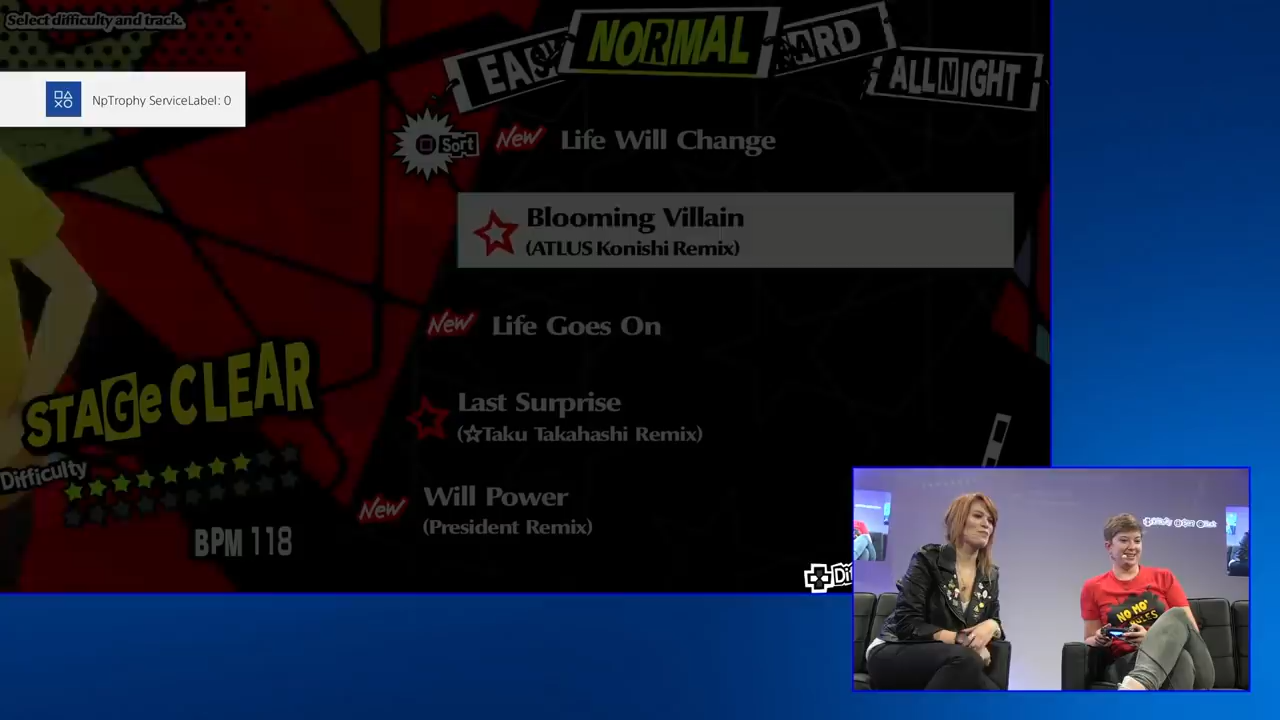 Select difficulty and track.
EASY
NORMAL
HARD
ALL NIGHT
NpTrophy ServiceLabel: 0
Sort
New
Life Will Change
Blooming Villain
(ATLUS Konishi Remix)
New
Life Goes On
STAGe CLEAR
Last Surprise
(☆Taku Takahashi Remix)
Difficulty
New
Will Power
(President Remix)
BPM 118
NO MO'
RULES